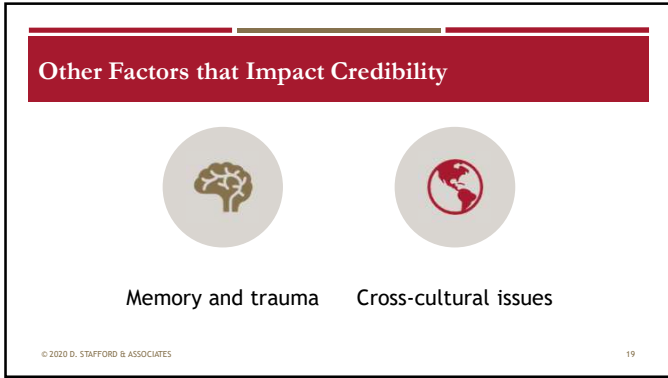 Other Factors that Impact Credibility
Memory and trauma
Cross-cultural issues
© 2020 D. STAFFORD & ASSOCIATES
19